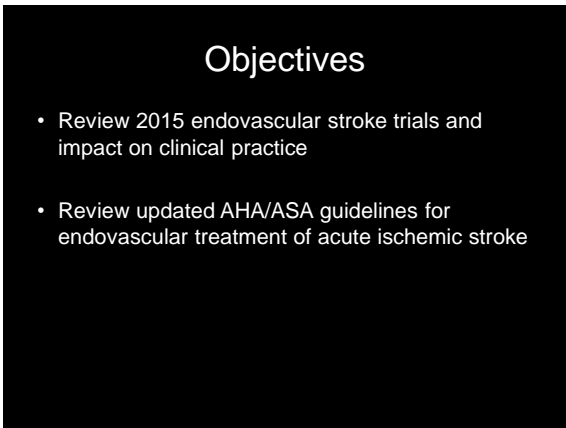 Objectives
• Review 2015 endovascular stroke trials and
impact on clinical practice
• Review updated AHA/ASA guidelines for
endovascular treatment of acute ischemic stroke